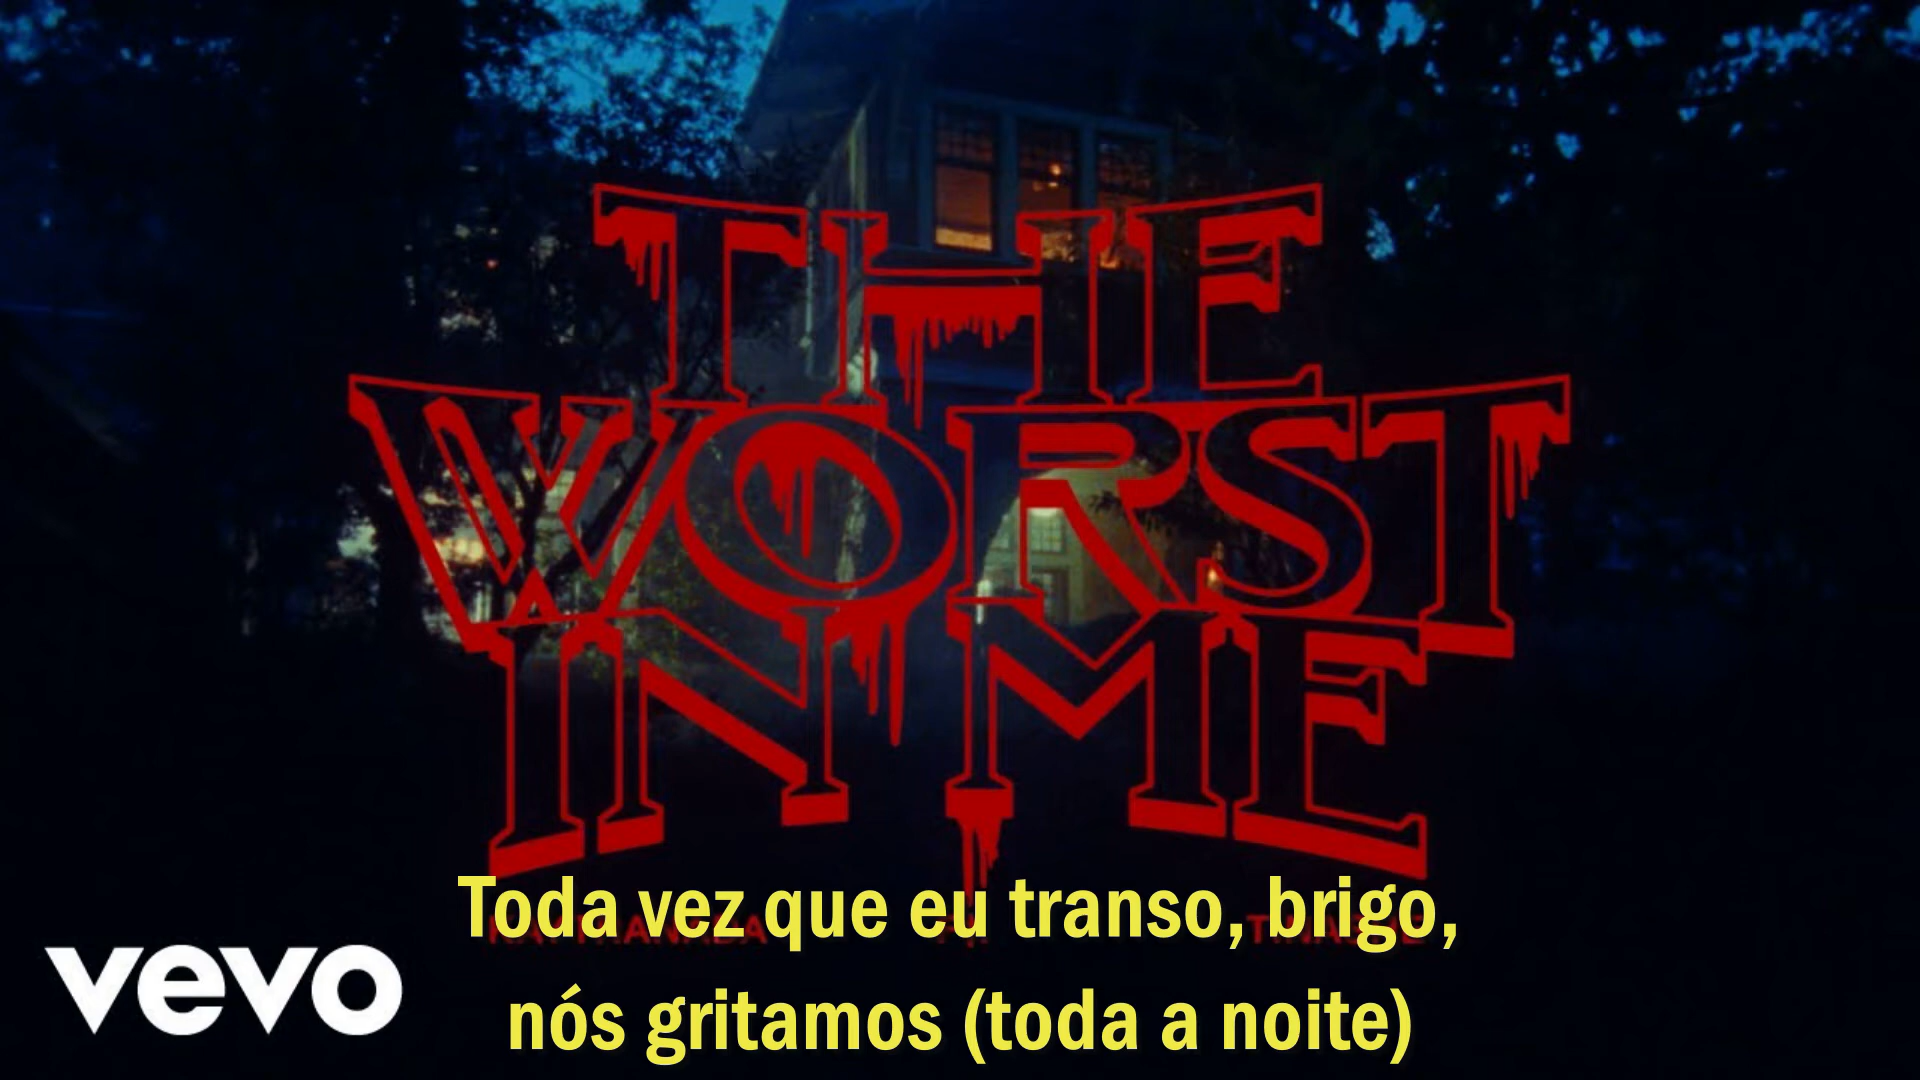 THE
WORST
IN ME
Toda vez que eu transo, brigo,
nós gritamos (toda a noite)
vevo